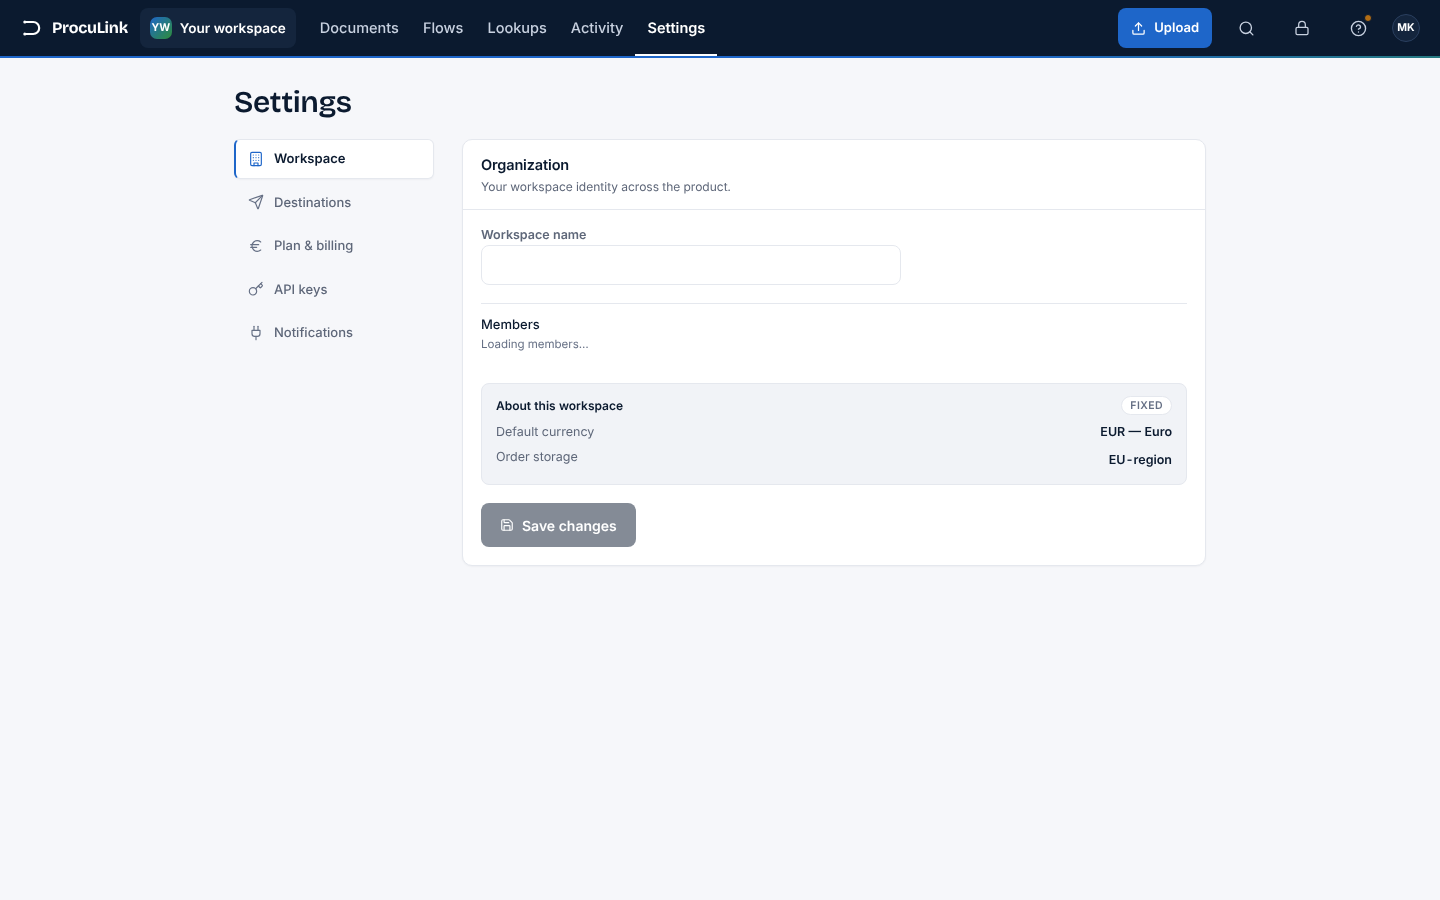 ProcuLink
YW Your workspace
Documents
Flows
Lookups
Activity
Settings
Upload
MK
Settings
Workspace
Destinations
Plan & billing
API keys
Notifications
Organization
Your workspace identity across the product.
Workspace name
Members
Loading members...
About this workspace FIXED
Default currency EUR — Euro
Order storage EU-region
Save changes